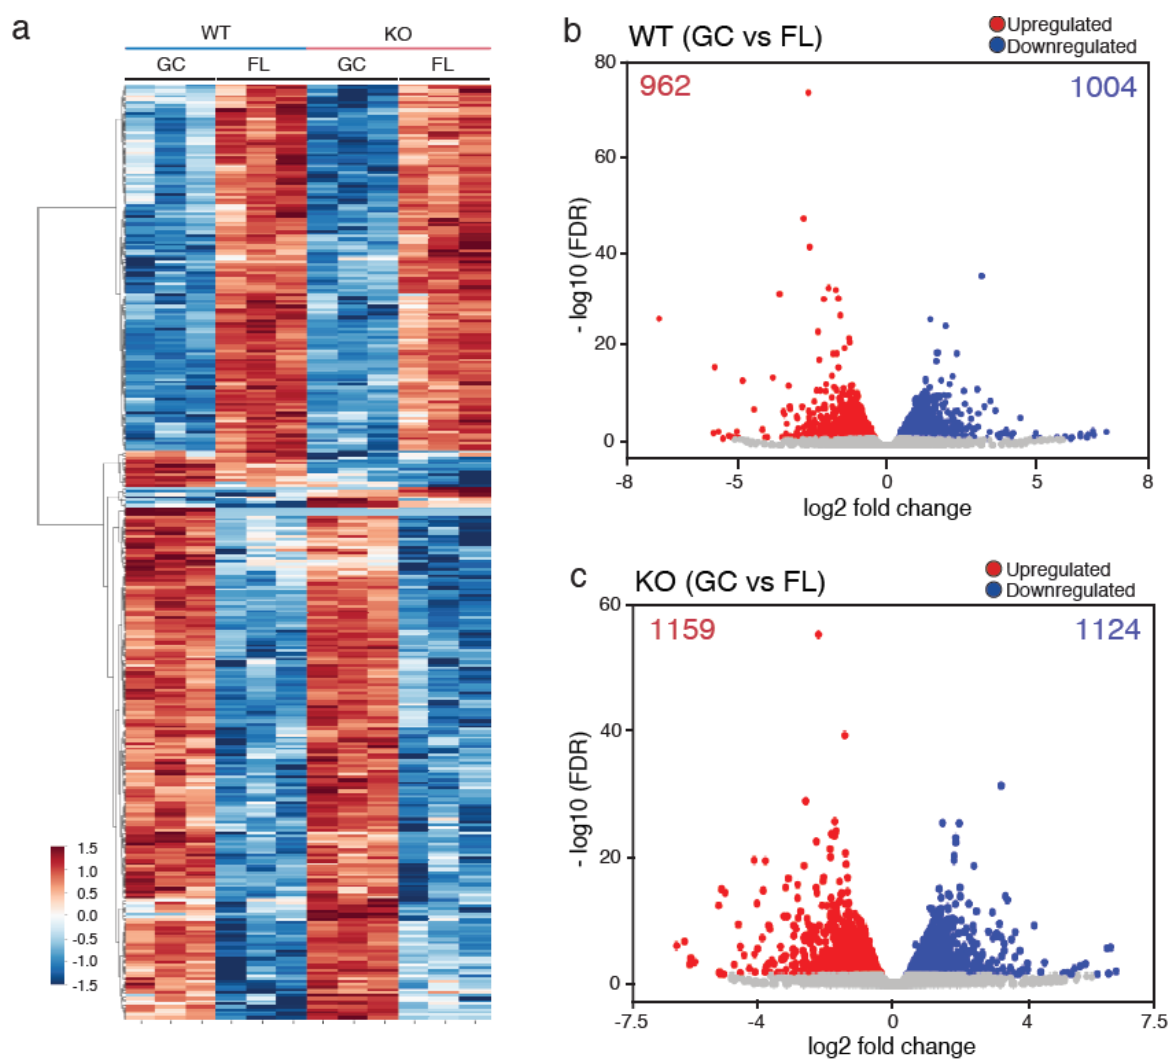 a
WT
KO
GC
FL
GC
FL
1.5
1.0
0.5
0.0
-0.5
-1.0
-1.5
b
WT (GC vs FL)
Upregulated
Downregulated
962
1004
80
60
40
20
0
- log10 (FDR)
-8
-5
0
5
8
log2 fold change
c
KO (GC vs FL)
Upregulated
Downregulated
1159
1124
60
40
20
0
- log10 (FDR)
-7.5
-4
0
4
7.5
log2 fold change